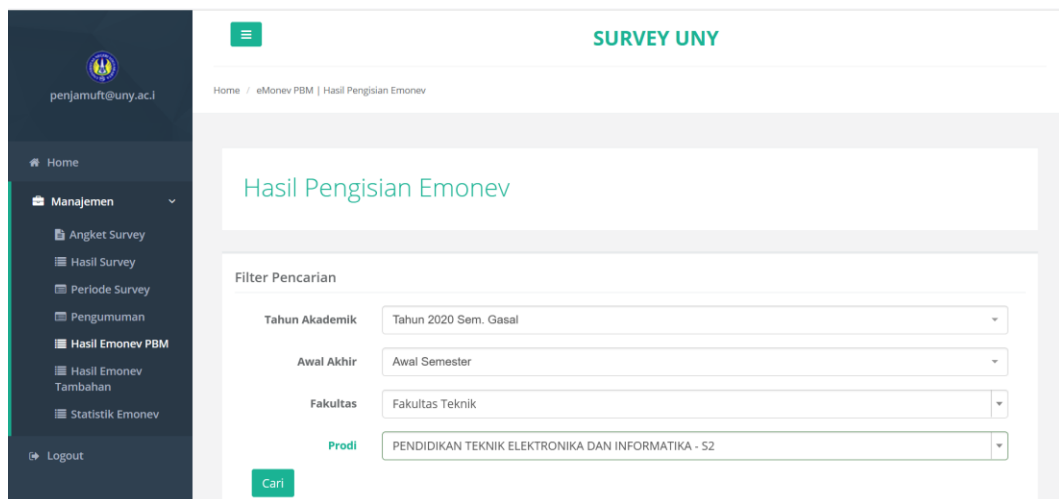 penjamuft@uny.ac.i
Home
Manajemen
Angket Survey
Hasil Survey
Periode Survey
Pengumuman
Hasil Emonev PBM
Hasil Emonev
Tambahan
Statistik Emonev
Logout
SURVEY UNY
Home / eMonev PBM | Hasil Pengisian Emonev
Hasil Pengisian Emonev
Filter Pencarian
Tahun Akademik Tahun 2020 Sem. Gasal
Awal Akhir Awal Semester
Fakultas Fakultas Teknik
Prodi PENDIDIKAN TEKNIK ELEKTRONIKA DAN INFORMATIKA - S2
Cari